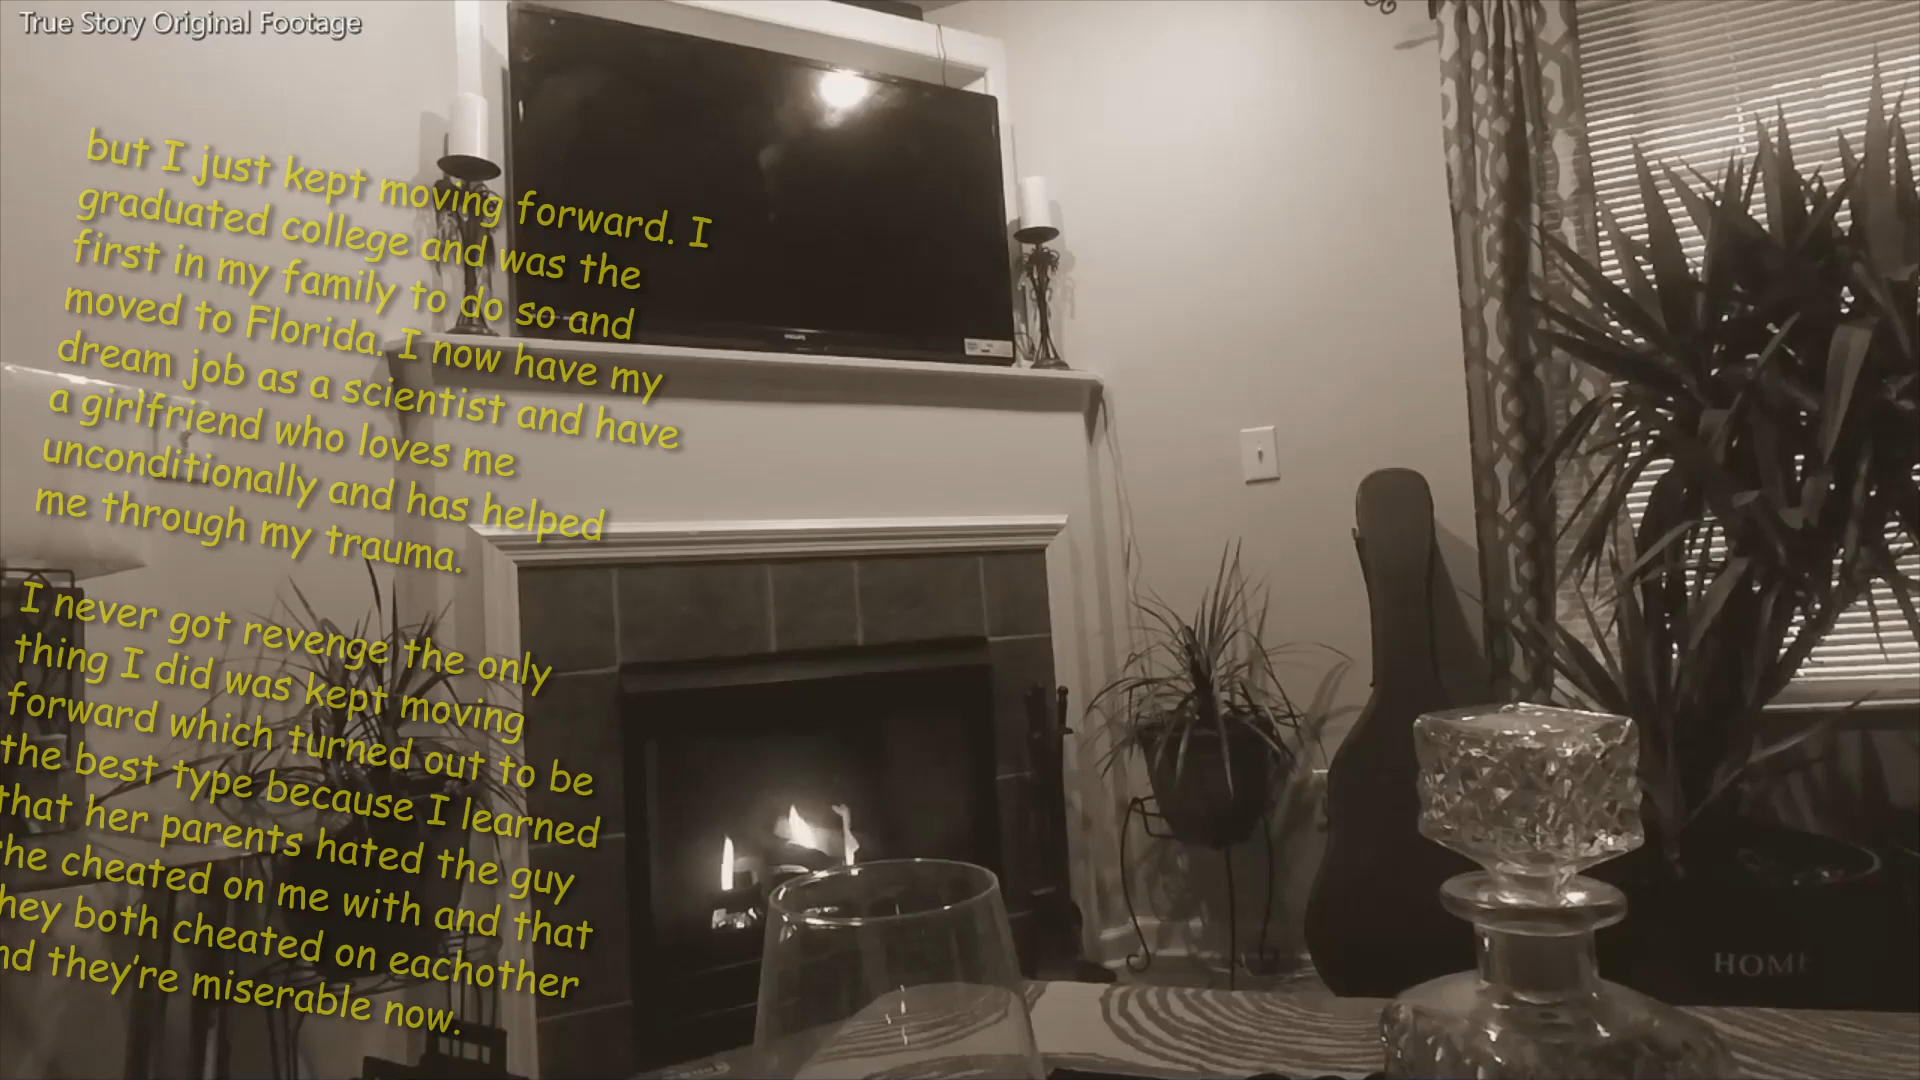 True Story Original Footage
but I just kept moving forward. I
graduated college and was the
first in my family to do so and
moved to Florida. I now have my
dream job as a scientist and have
a girlfriend who loves me
unconditionally and has helped
me through my trauma.
I never got revenge the only
thing I did was kept moving
forward which turned out to be
the best type because I learned
that her parents hated the guy
he cheated on me with and that
hey both cheated on eachother
nd they're miserable now.
PHILIPS
HOME